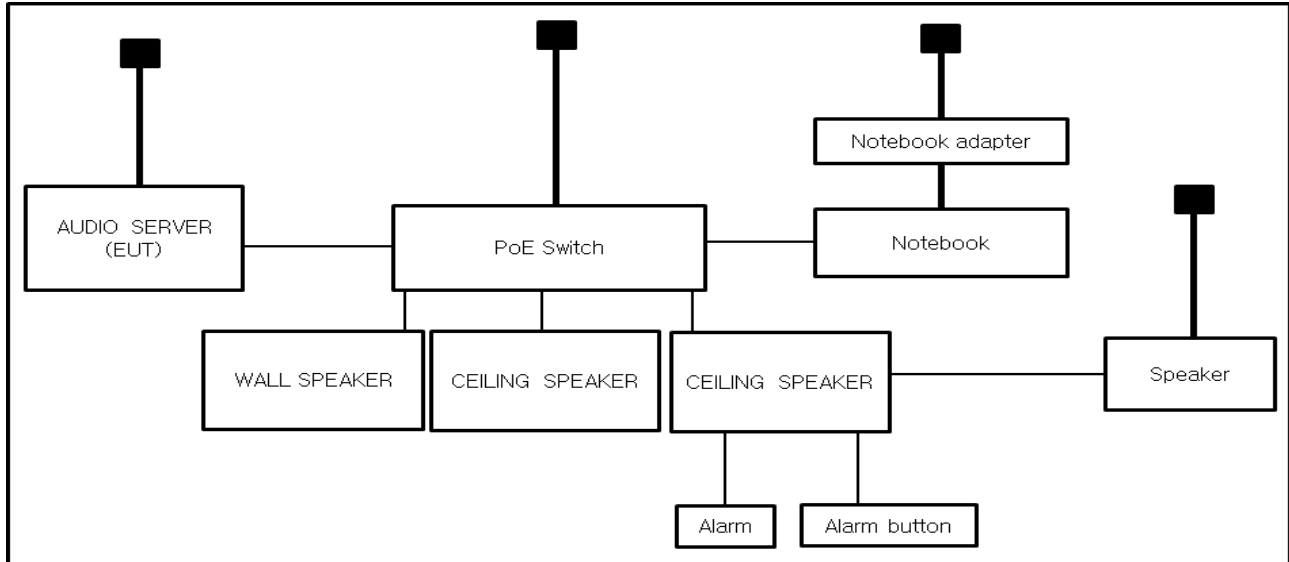 Notebook adapter
AUDIO SERVER
(EUT)
PoE Switch
Notebook
WALL SPEAKER
CEILING SPEAKER
CEILING SPEAKER
Speaker
Alarm
Alarm button